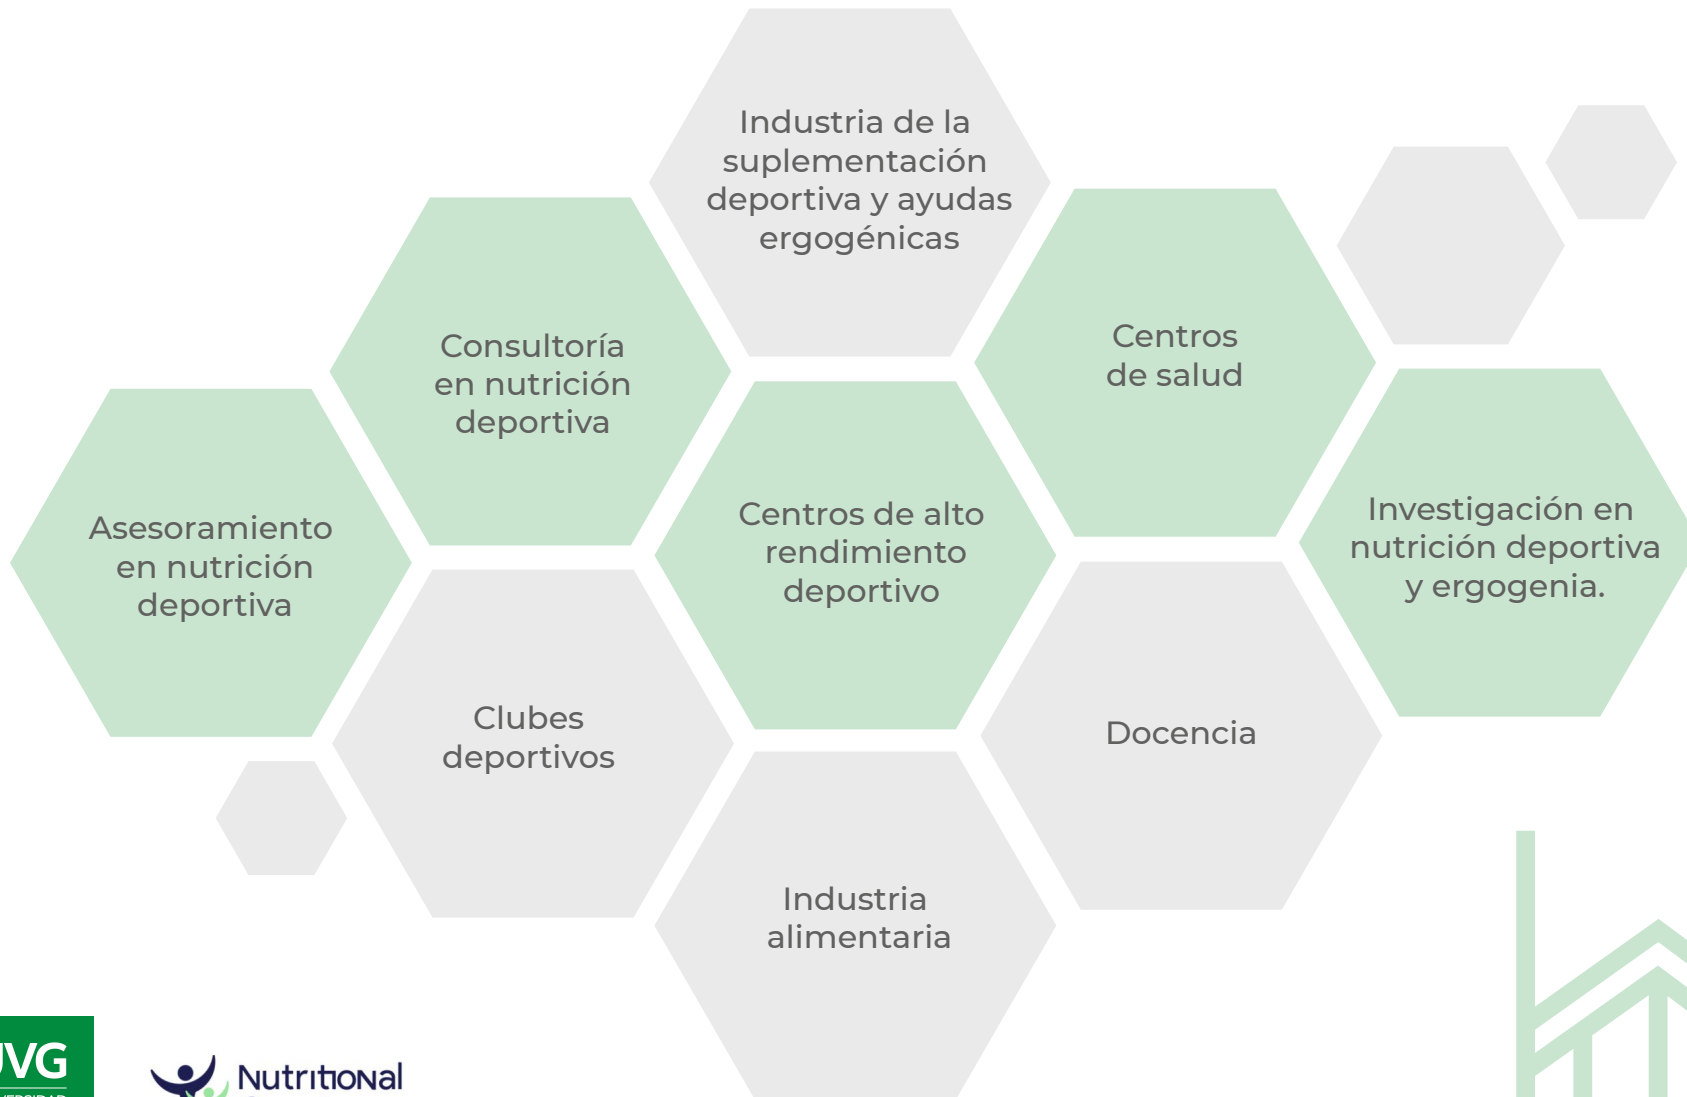 Industria de la
suplementación
deportiva y ayudas
ergogénicas
Consultoría
en nutrición
deportiva
Centros
de salud
Asesoramiento
en nutrición
deportiva
Centros de alto
rendimiento
deportivo
Investigación en
nutrición deportiva
y ergogenia.
Clubes
deportivos
Docencia
Industria
alimentaria
UVG
Nutritional